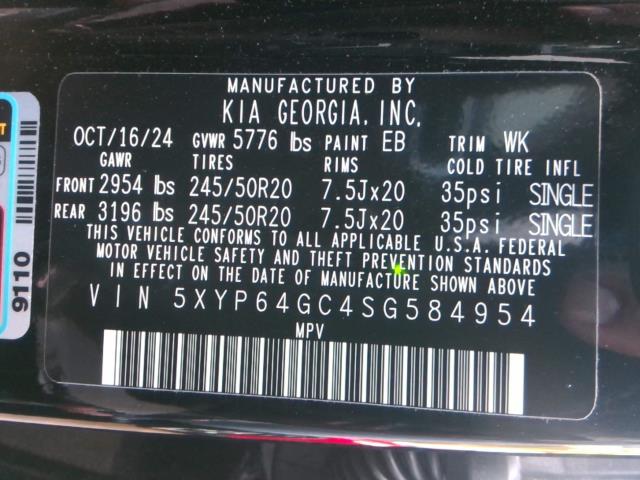 MANUFACTURED BY
KIA GEORGIA, INC,
OCT/16/24 GVWR 5776 lbs PAINT EB TRIM WK
GAWR TIRES RIMS COLD TIRE INFL
FRONT 2954 lbs 245/50R20 7.5Jx20 35psi SINGLE
REAR 3196 lbs 245/50R20 7.5Jx20 35psi SINGLE
THIS VEHICLE CONFORMS TO ALL APPLICABLE U.S.A. FEDERAL
MOTOR VEHICLE SAFETY AND THEFT PREVENTION STANDARDS
IN EFFECT ON THE DATE OF MANUFACTURE SHOWN ABOVE
VIN 5XYP64GC4SG584954
MPV
9110